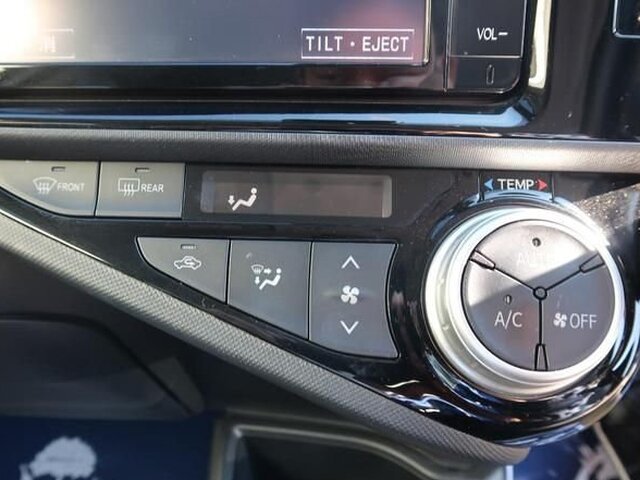 TILT・EJECT
VOL−
FRONT
REAR
TEMP
AUTO
A/C
OFF